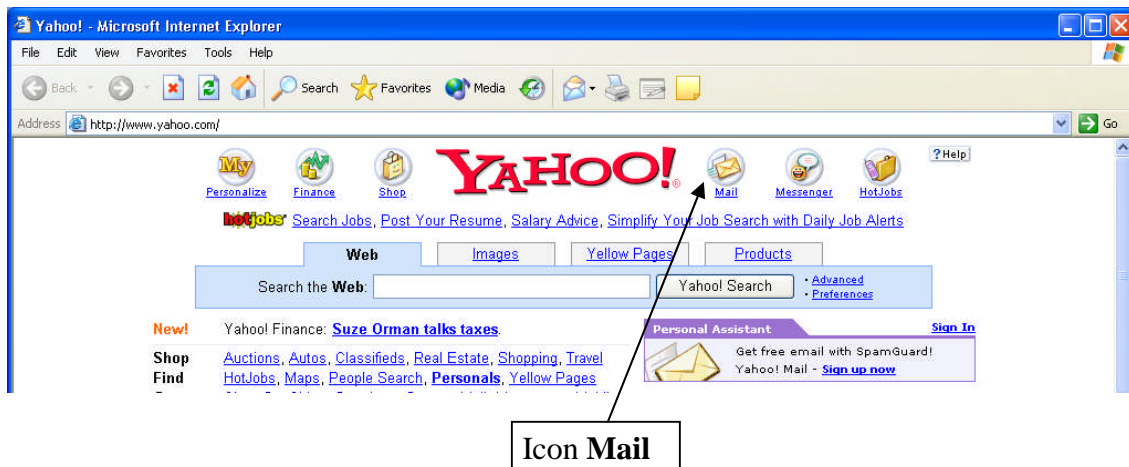 Yahoo! - Microsoft Internet Explorer
File Edit View Favorites Tools Help
Back Search Favorites Media
Address http://www.yahoo.com/ Go
My YAHOO!® ?Help
Personalize Finance Shop Mail Messenger HotJobs
hotjobs Search Jobs, Post Your Resume, Salary Advice, Simplify Your Job Search with Daily Job Alerts
Web Images Yellow Pages Products
Search the Web: Yahoo! Search · Advanced
· Preferences
New! Yahoo! Finance: Suze Orman talks taxes.
Personal Assistant Sign In
Shop Auctions, Autos, Classifieds, Real Estate, Shopping, Travel
Find HotJobs, Maps, People Search, Personals, Yellow Pages
Get free email with SpamGuard!
Yahoo! Mail - Sign up now
Icon Mail